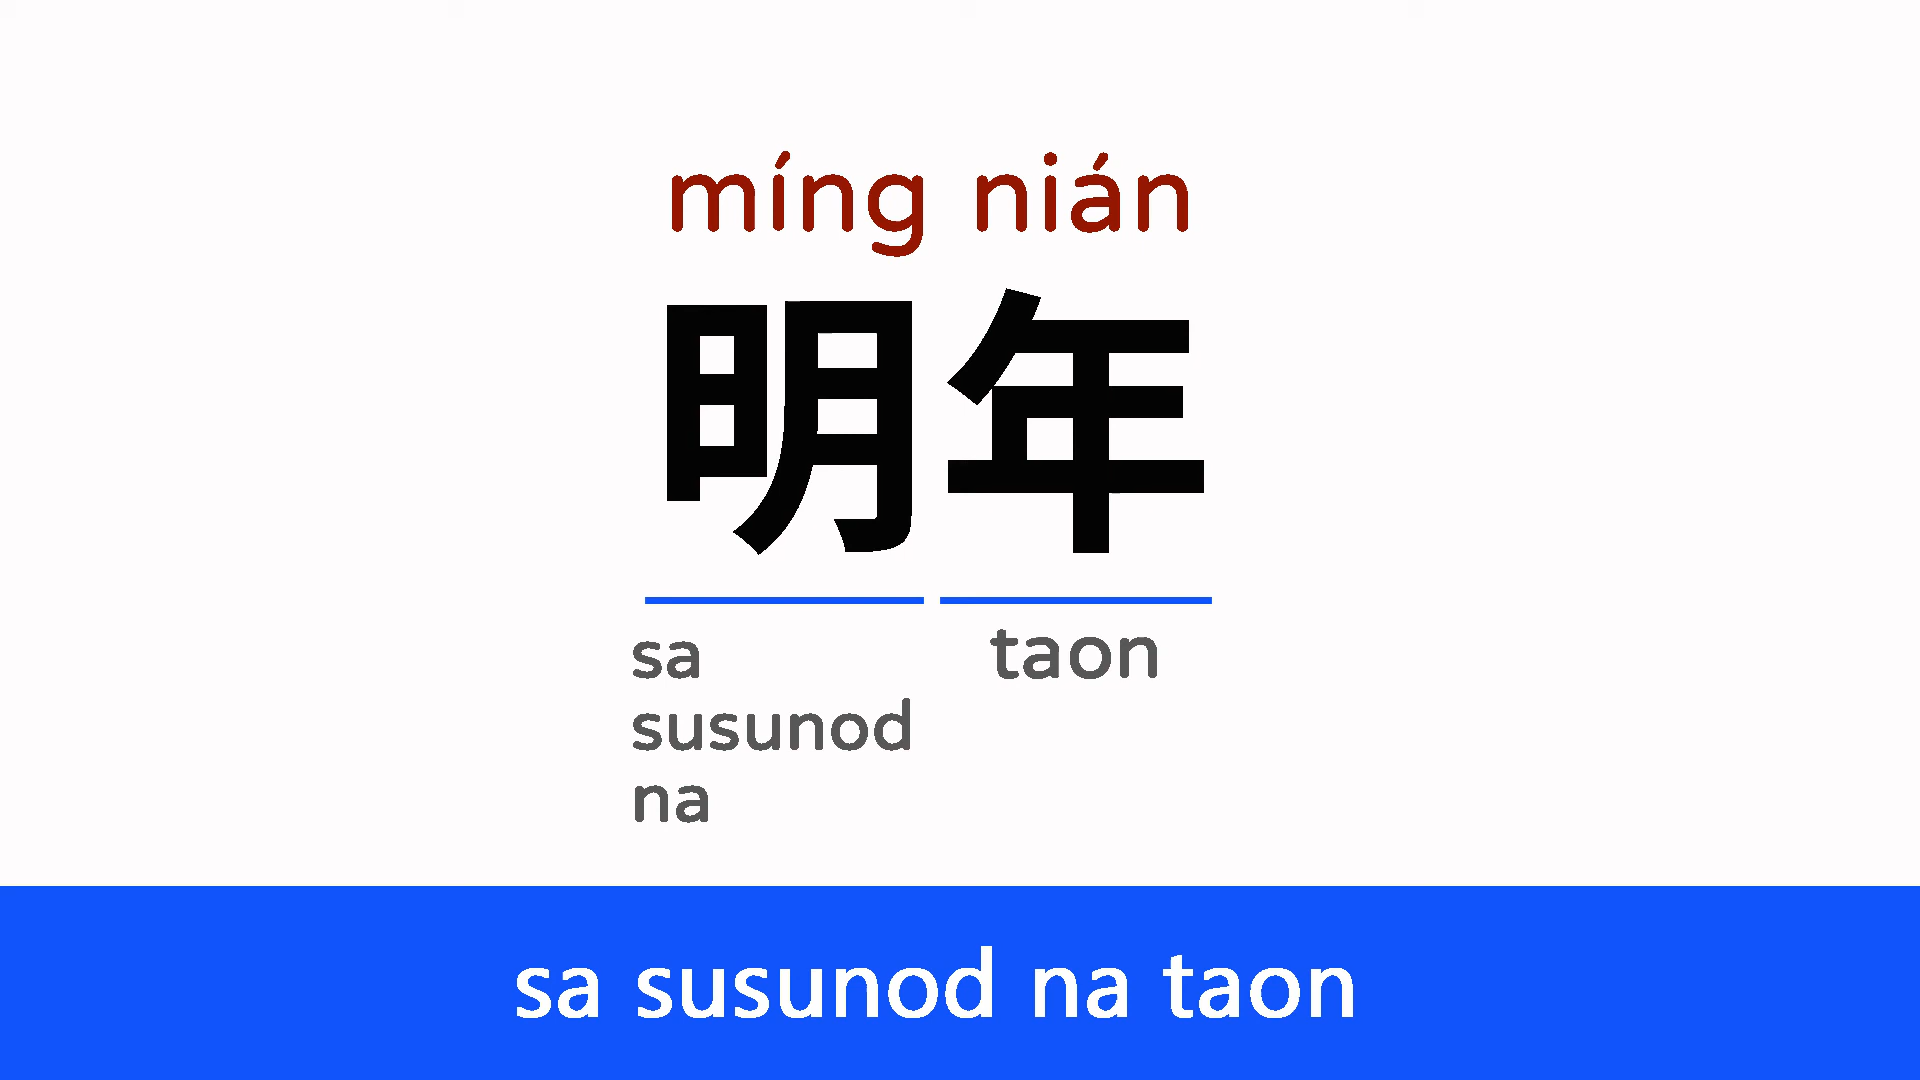 míng nián
明年
sa taon
susunod
na
sa susunod na taon